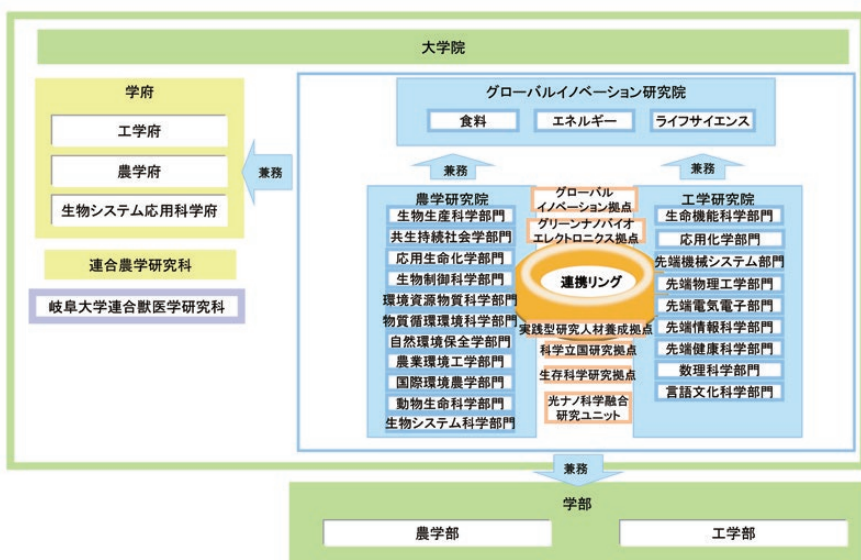 大学院
学府
工学府
農学府
生物システム応用科学府
連合農学研究科
岐阜大学連合獣医学研究科
兼務
グローバルイノベーション研究院
食料
エネルギー
ライフサイエンス
兼務
兼務
農学研究院
生物生産科学部門
共生持続社会学部門
応用生命化学部門
生物制御科学部門
環境資源物質科学部門
物質循環環境科学部門
自然環境保全学部門
農業環境工学部門
国際環境農学部門
動物生命科学部門
生物システム科学部門
グローバル
イノベーション拠点
グリーンナノバイオ
エレクトロニクス拠点
連携リング
実践型研究人材養成拠点
科学立国研究拠点
生存科学研究拠点
光ナノ科学融合
研究ユニット
工学研究院
生命機能科学部門
応用化学部門
先端機械システム部門
先端物理工学部門
先端電気電子部門
先端情報科学部門
先端健康科学部門
数理科学部門
言語文化科学部門
兼務
学部
農学部
工学部